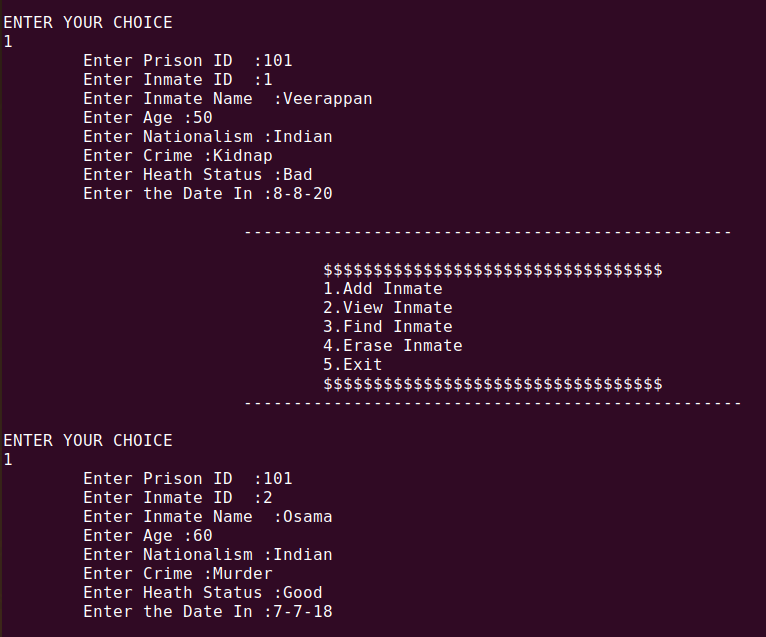 ENTER YOUR CHOICE
1
Enter Prison ID  :101
Enter Inmate ID  :1
Enter Inmate Name  :Veerappan
Enter Age :50
Enter Nationalism :Indian
Enter Crime :Kidnap
Enter Heath Status :Bad
Enter the Date In :8-8-20
-------------------------------------------------
$$$$$$$$$$$$$$$$$$$$$$$$$$$$$$$$$$
1.Add Inmate
2.View Inmate
3.Find Inmate
4.Erase Inmate
5.Exit
$$$$$$$$$$$$$$$$$$$$$$$$$$$$$$$$$$
--------------------------------------------------
ENTER YOUR CHOICE
1
Enter Prison ID  :101
Enter Inmate ID  :2
Enter Inmate Name  :Osama
Enter Age :60
Enter Nationalism :Indian
Enter Crime :Murder
Enter Heath Status :Good
Enter the Date In :7-7-18